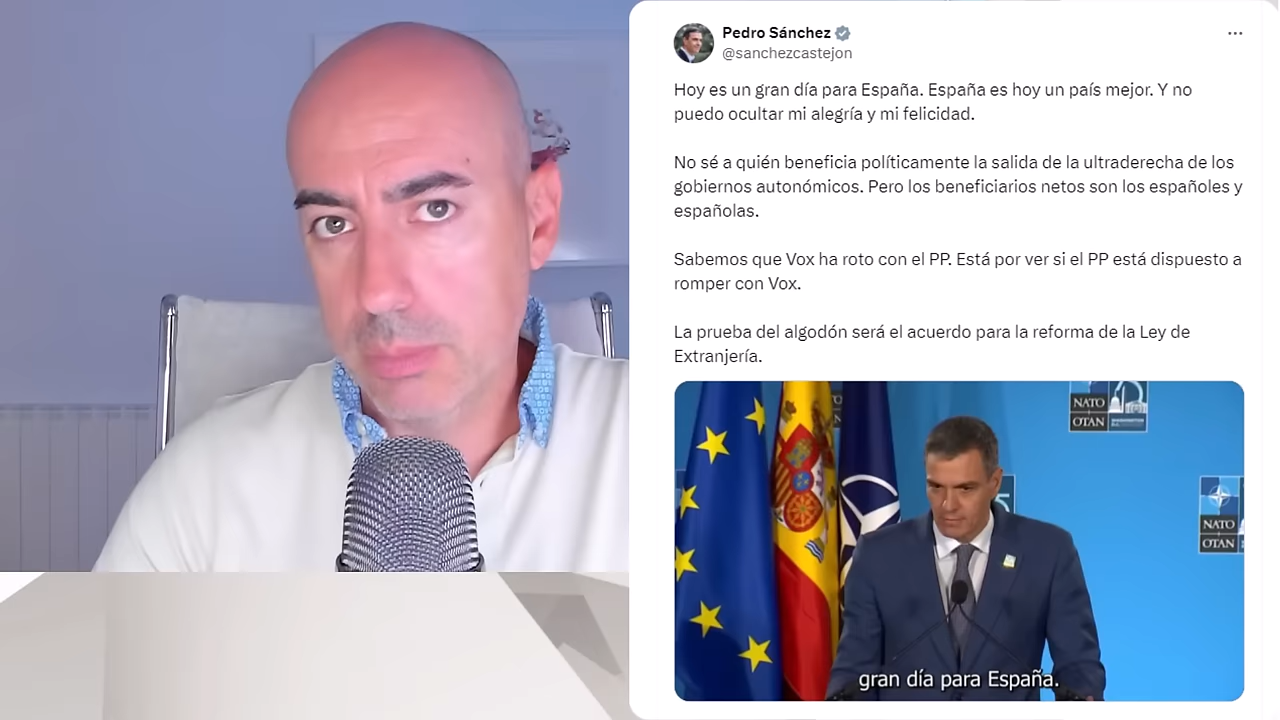 Pedro Sánchez
@sanchezcastejon
Hoy es un gran día para España. España es hoy un país mejor. Y no
puedo ocultar mi alegría y mi felicidad.
No sé a quién beneficia políticamente la salida de la ultraderecha de los
gobiernos autonómicos. Pero los beneficiarios netos son los españoles y
españolas.
Sabemos que Vox ha roto con el PP. Está por ver si el PP está dispuesto a
romper con Vox.
La prueba del algodón será el acuerdo para la reforma de la Ley de
Extranjería.
NATO
OTAN
NATO
OTAN
gran día para España.